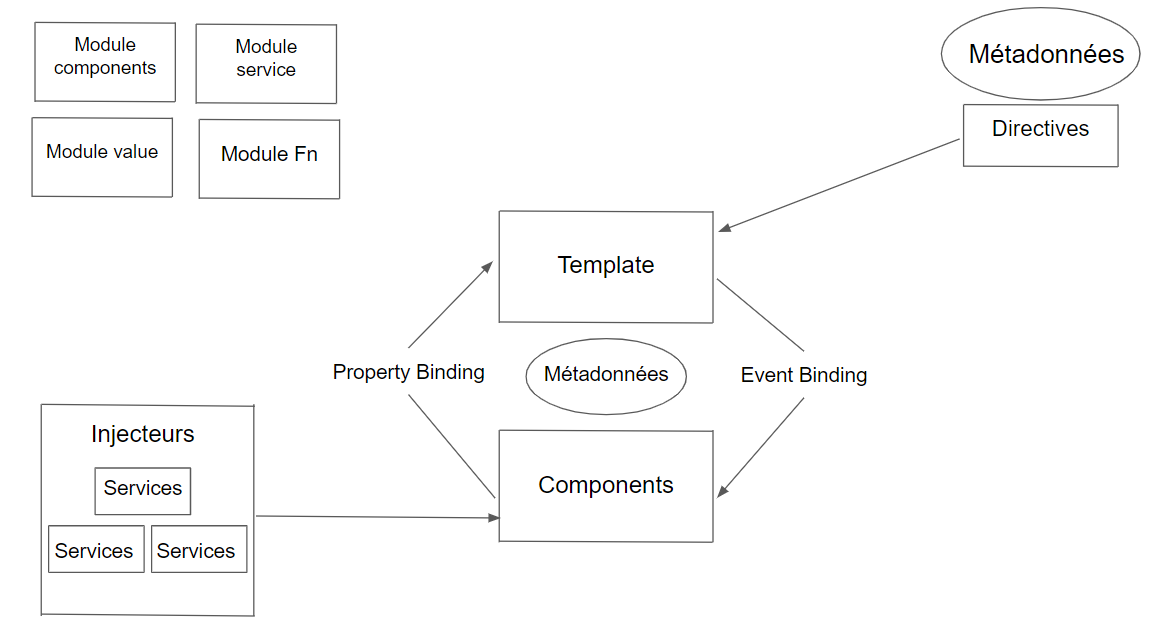 Module
components
Module
service
Module value
Module Fn
Métadonnées
Directives
Template
Property Binding
Métadonnées
Event Binding
Components
Injecteurs
Services
Services
Services